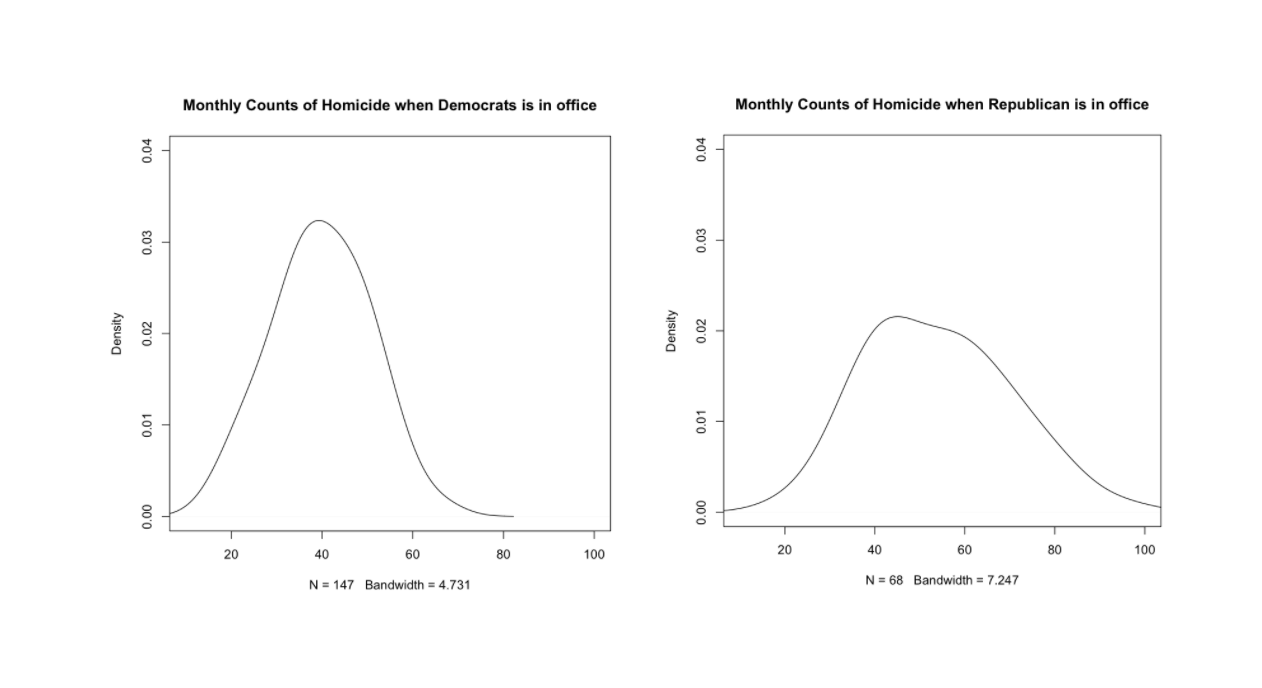 Monthly Counts of Homicide when Democrats is in office
Density
0.00 0.01 0.02 0.03 0.04
20 40 60 80 100
N = 147 Bandwidth = 4.731
Monthly Counts of Homicide when Republican is in office
Density
0.00 0.01 0.02 0.03 0.04
20 40 60 80 100
N = 68 Bandwidth = 7.247